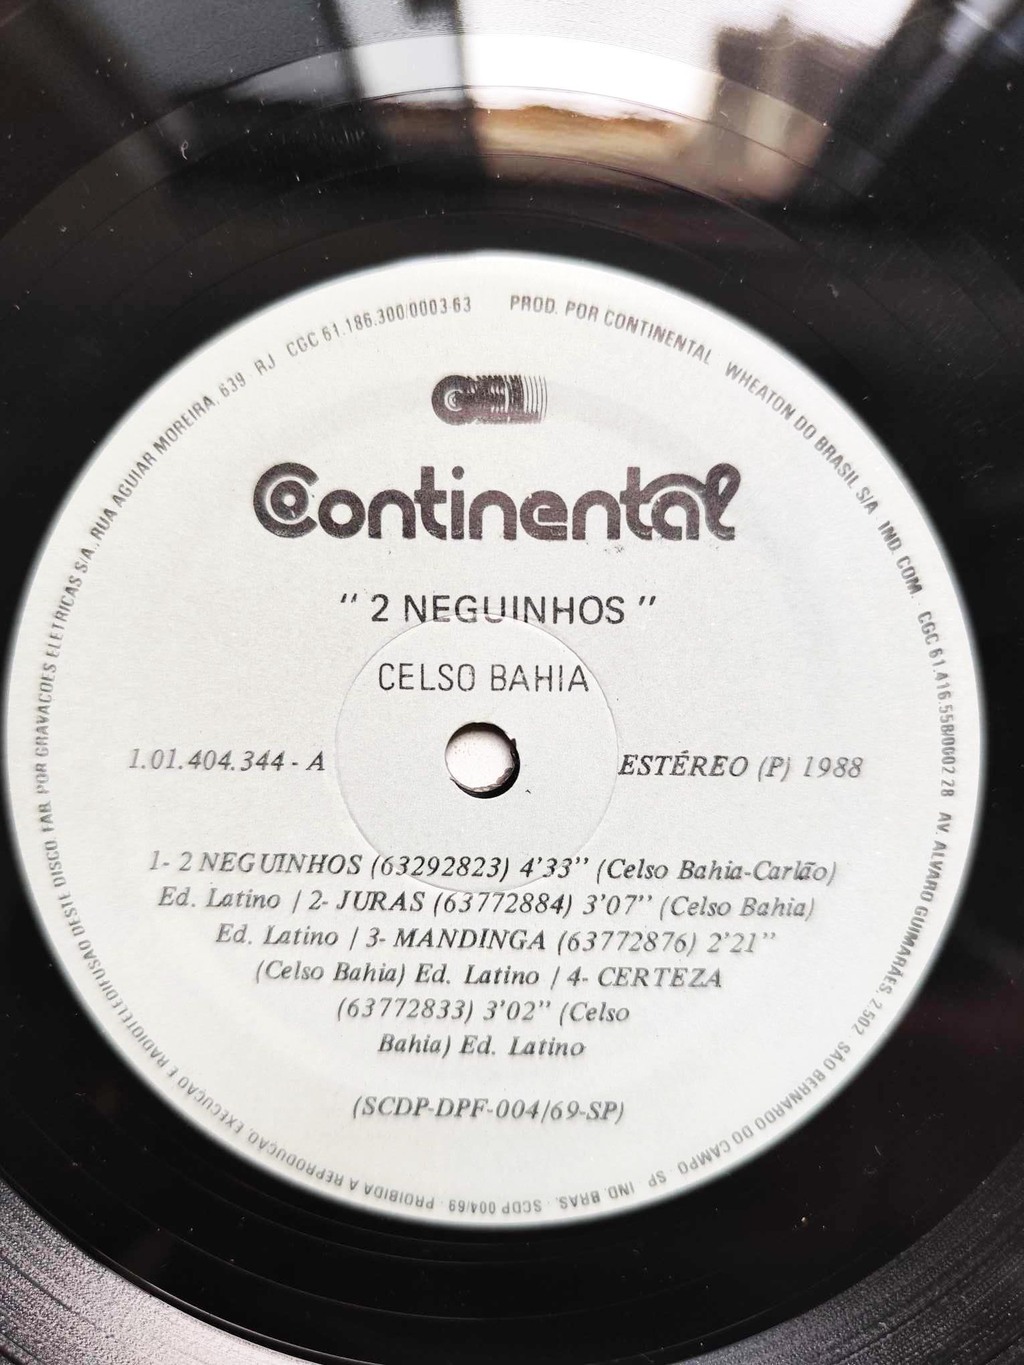 Continental
" 2 NEGUINHOS "
CELSO BAHIA
1.01.404.344 - A
ESTÉREO (P) 1988
1- 2 NEGUINHOS (63292823) 4'33" (Celso Bahia-Carlão)
Ed. Latino / 2- JURAS (63772884) 3'07" (Celso Bahia)
Ed. Latino / 3- MANDINGA (63772876) 2'21"
(Celso Bahia) Ed. Latino / 4- CERTEZA
(63772833) 3'02" (Celso
Bahia) Ed. Latino
(SCDP-DPF-004/69-SP)
PROD. POR CONTINENTAL WHEATON DO BRASIL S/A IND. COM. CGC 61.416.558/0002 28 AV. ALVARO GUIMARÃES, 2.502 SÃO BERNARDO DO CAMPO SP IND. BRAS. SCDP 004/69 PROIBIDA A REPRODUÇÃO, EXECUÇÃO E RADIOTELEDIFUSÃO DESTE DISCO. FAB. POR GRAVACOES ELETRICAS S/A. RUA AGUIAR MOREIRA, 639 RJ CGC 61.186.300/0003 63